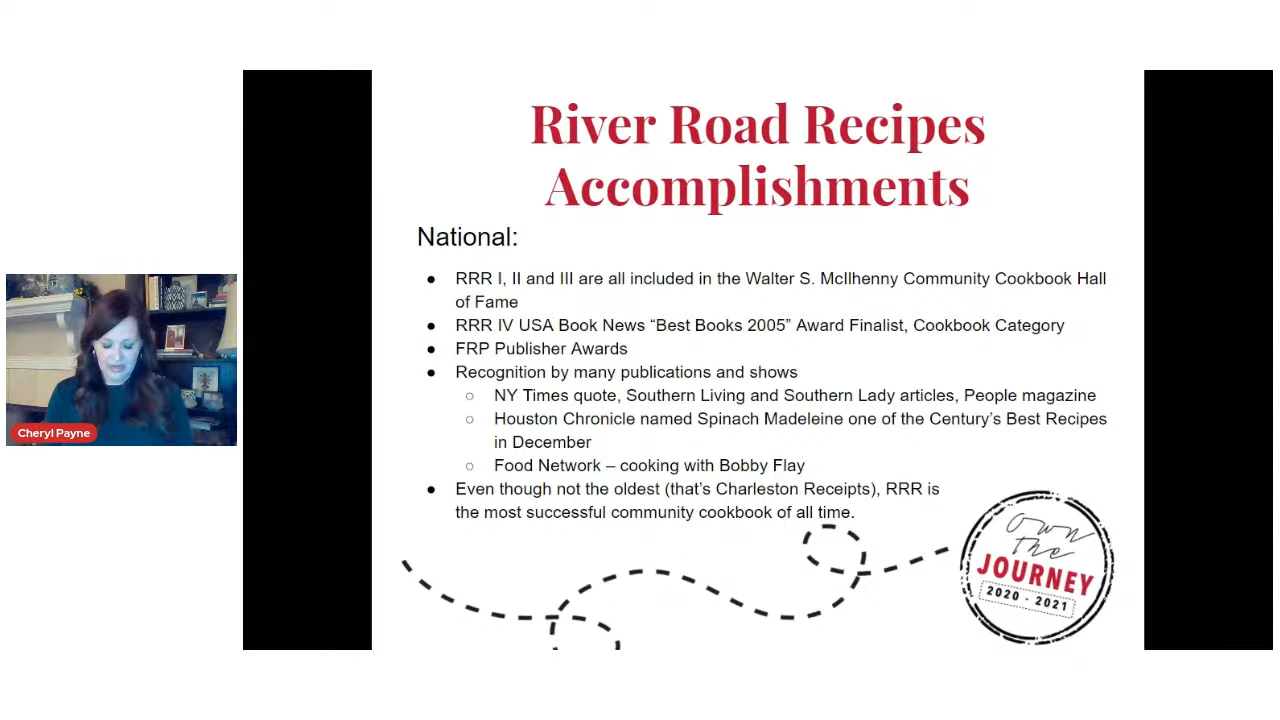 River Road Recipes
Accomplishments
National:
● RRR I, II and III are all included in the Walter S. McIlhenny Community Cookbook Hall
of Fame
● RRR IV USA Book News “Best Books 2005” Award Finalist, Cookbook Category
● FRP Publisher Awards
● Recognition by many publications and shows
○ NY Times quote, Southern Living and Southern Lady articles, People magazine
○ Houston Chronicle named Spinach Madeleine one of the Century’s Best Recipes
in December
○ Food Network – cooking with Bobby Flay
● Even though not the oldest (that’s Charleston Receipts), RRR is
the most successful community cookbook of all time.
Cheryl Payne
Own
the
JOURNEY
2020 - 2021